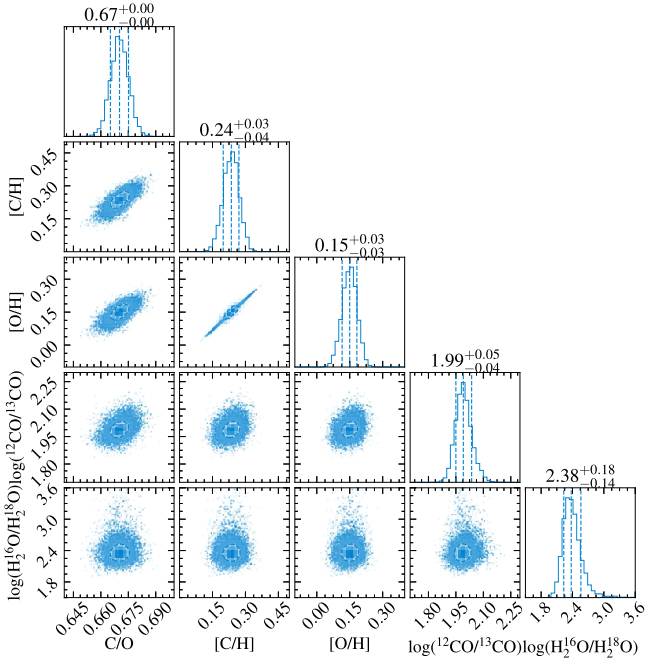 0.67+0.00−0.00
0.24+0.03−0.04
0.15+0.03−0.03
1.99+0.05−0.04
2.38+0.18−0.14
[C/H]
0.45
0.30
0.15
[O/H]
0.30
0.15
0.00
log(¹²CO/¹³CO)
2.25
2.10
1.95
1.80
log(H₂¹⁶O/H₂¹⁸O)
3.6
3.0
2.4
1.8
0.645 0.660 0.675 0.690
C/O
0.15 0.30 0.45
[C/H]
0.00 0.15 0.30
[O/H]
1.80 1.95 2.10 2.25
log(¹²CO/¹³CO)
1.8 2.4 3.0 3.6
log(H₂¹⁶O/H₂¹⁸O)